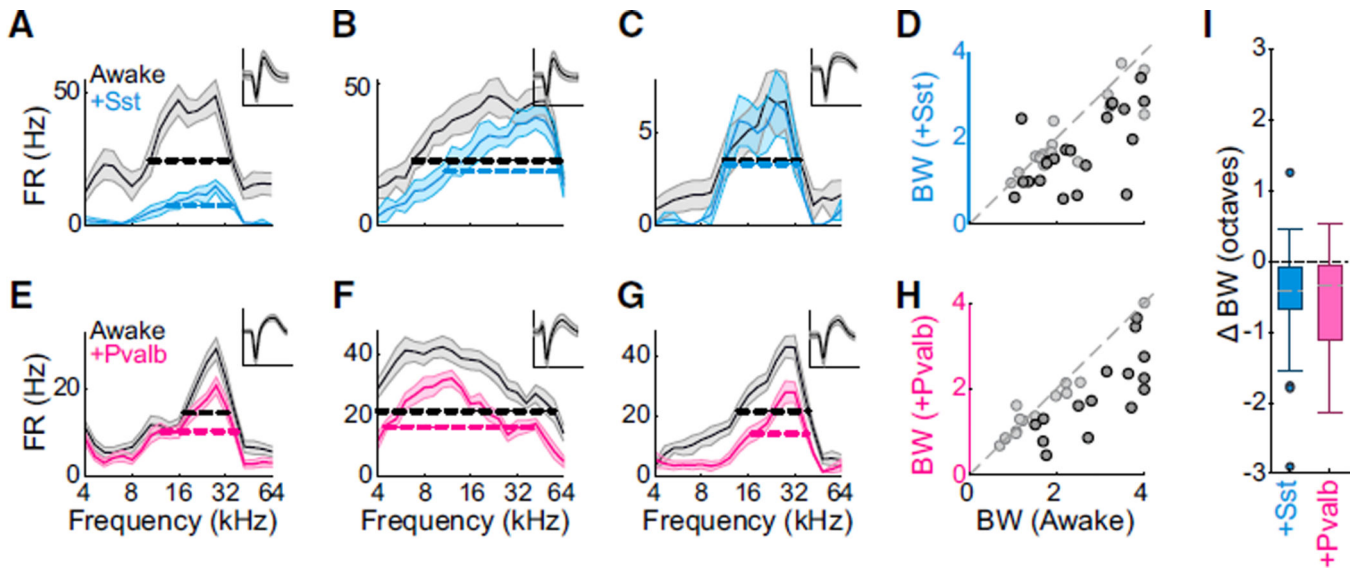 A
B
C
D
I
Awake
+Sst
50
0
FR (Hz)
50
0
5
0
4
2
0
BW (+Sst)
3
2
1
0
-1
-2
-3
Δ BW (octaves)
+Sst
+Pvalb
E
F
G
H
Awake
+Pvalb
20
0
FR (Hz)
4 8 16 32 64
Frequency (kHz)
40
20
0
4 8 16 32 64
Frequency (kHz)
40
20
0
4 8 16 32 64
Frequency (kHz)
4
2
0
BW (+Pvalb)
0 2 4
BW (Awake)